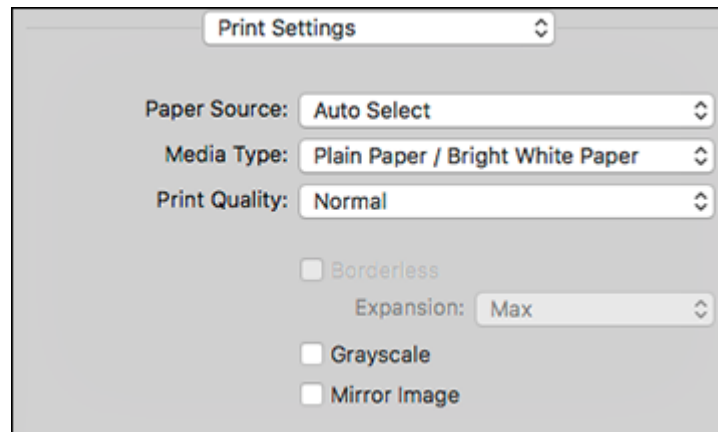 Print Settings
Paper Source: Auto Select
Media Type: Plain Paper / Bright White Paper
Print Quality: Normal
Borderless
Expansion: Max
Grayscale
Mirror Image